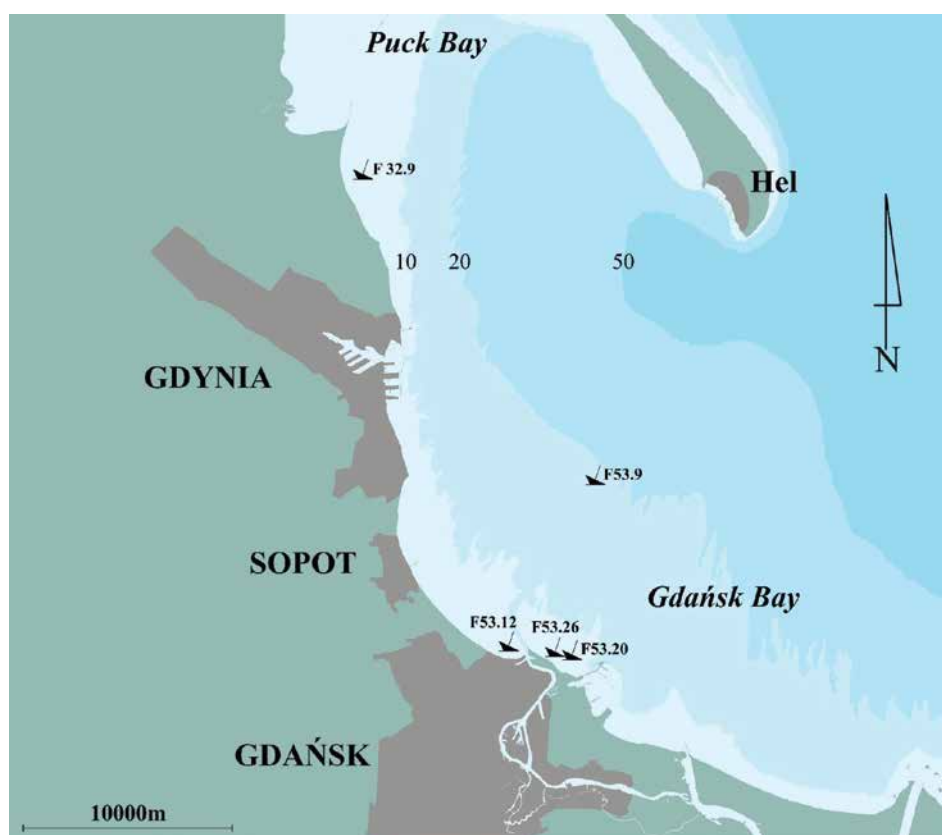 Puck Bay
F 32.9
Hel
10 20 50
N
GDYNIA
F53.9
SOPOT
Gdańsk Bay
F53.12
F53.26
F53.20
GDAŃSK
10000m